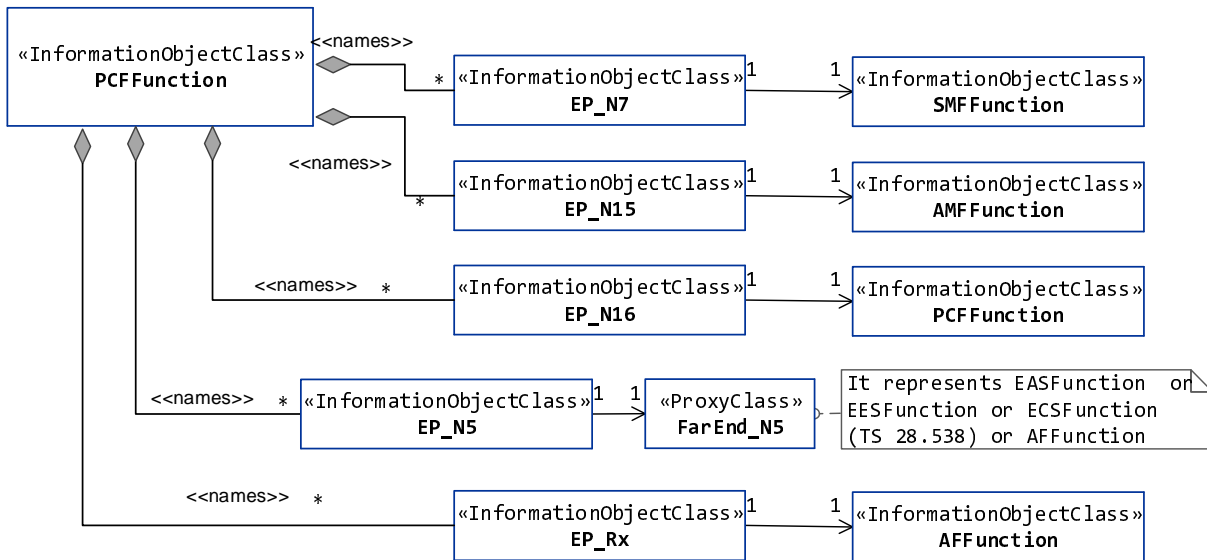 «InformationObjectClass»
PCFFunction
<<names>>
*
«InformationObjectClass»
EP_N7
1
1
«InformationObjectClass»
SMFFunction
<<names>>
*
«InformationObjectClass»
EP_N15
1
1
«InformationObjectClass»
AMFFunction
<<names>>
*
«InformationObjectClass»
EP_N16
1
1
«InformationObjectClass»
PCFFunction
<<names>>
*
«InformationObjectClass»
EP_N5
1
1
«ProxyClass»
FarEnd_N5
It represents EASFunction or
EESFunction or ECSFunction
(TS 28.538) or AFFunction
<<names>>
*
«InformationObjectClass»
EP_Rx
1
1
«InformationObjectClass»
AFFunction